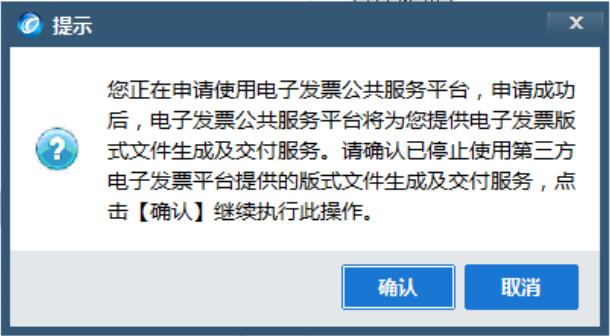 提示
X
您正在申请使用电子发票公共服务平台，申请成功
后，电子发票公共服务平台将为您提供电子发票版
式文件生成及交付服务。请确认已停止使用第三方
电子发票平台提供的版式文件生成及交付服务，点
击【确认】继续执行此操作。
确认
取消